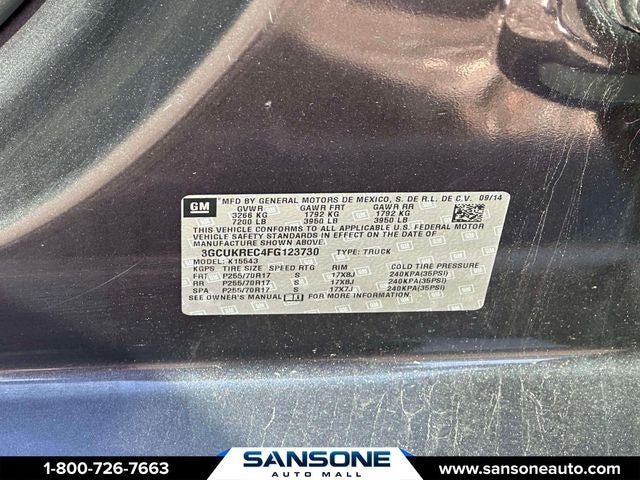 GM
MFD BY GENERAL MOTORS DE MEXICO, S. DE R.L. DE C.V. 09/14
GVWR GAWR FRT GAWR RR
3266 KG 1792 KG 1792 KG
7200 LB 3950 LB 3950 LB
THIS VEHICLE CONFORMS TO ALL APPLICABLE U.S. FEDERAL MOTOR
VEHICLE SAFETY STANDARDS, BUMPER, AND THEFT PREVENTION
STANDARDS IN EFFECT ON THE DATE OF MANUFACTURE SHOWN ABOVE.
3GCUKREC4FG123730 TYPE: TRUCK
MODEL: K15543
KGPS TIRE SIZE SPEED RTG RIM COLD TIRE PRESSURE
FRT P255/70R17 S 17X8J 240KPA(35PSI)
RR P255/70R17 S 17X8J 240KPA(35PSI)
SPA P255/70R17 S 17X7J 240KPA(35PSI)
SEE OWNER'S MANUAL FOR MORE INFORMATION.
1-800-726-7663 SANSONE www.sansoneauto.com
AUTO MALL